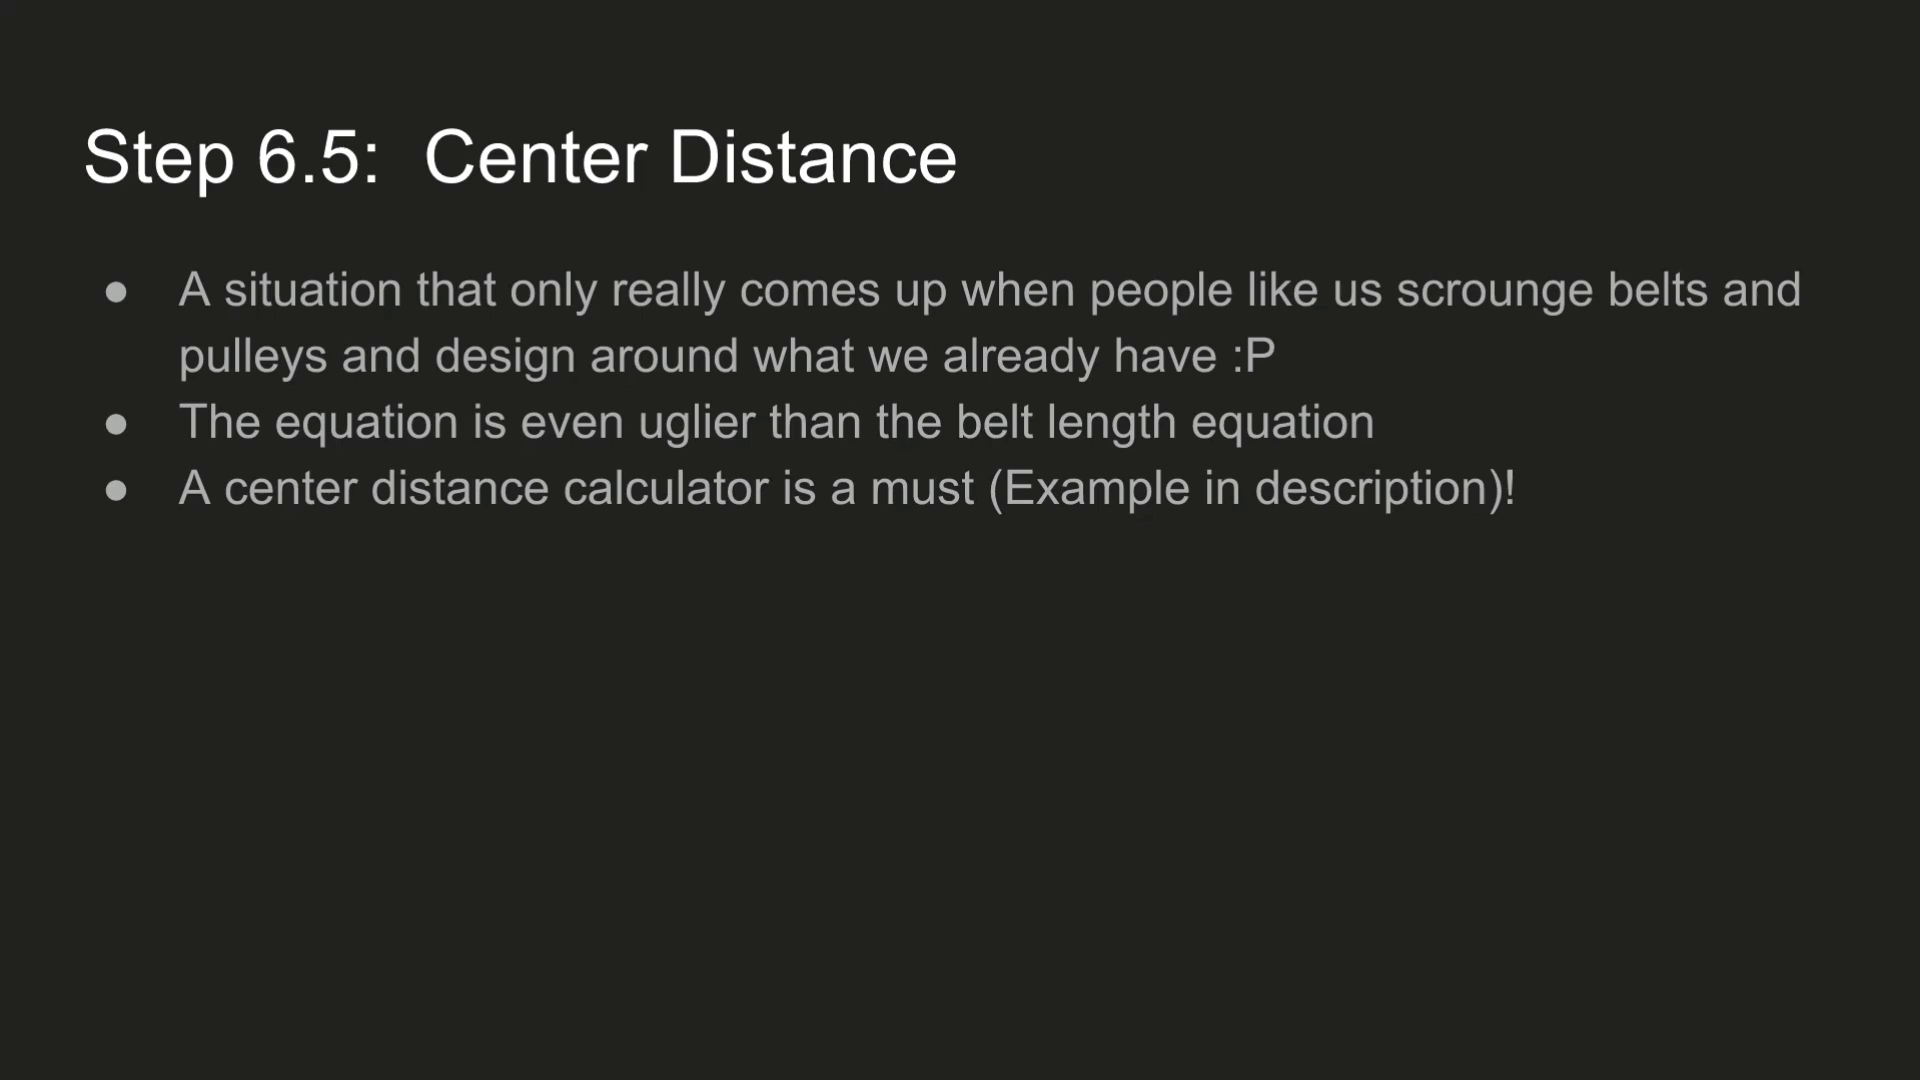 Step 6.5:  Center Distance
● A situation that only really comes up when people like us scrounge belts and
pulleys and design around what we already have :P
● The equation is even uglier than the belt length equation
● A center distance calculator is a must (Example in description)!